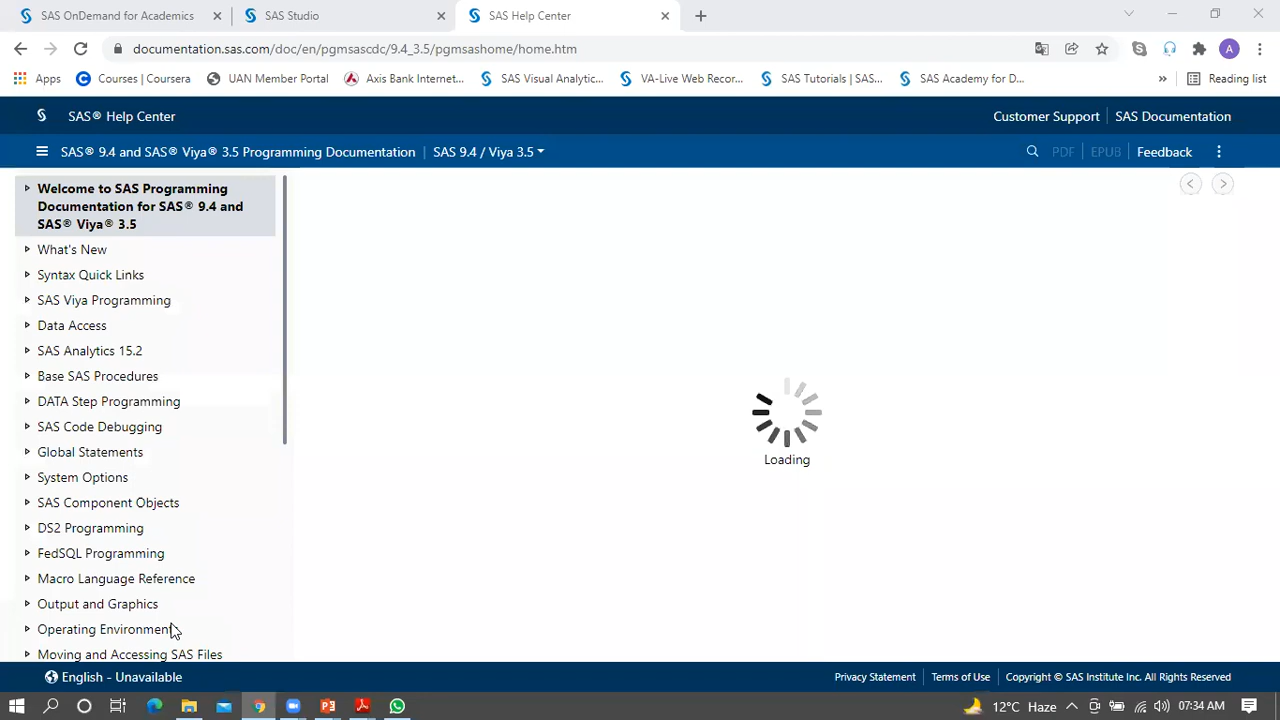 SAS OnDemand for Academics
SAS Studio
SAS Help Center
documentation.sas.com/doc/en/pgmsascdc/9.4_3.5/pgmsashome/home.htm
A
Apps
Courses | Coursera
UAN Member Portal
Axis Bank Internet...
SAS Visual Analytic...
VA-Live Web Recor...
SAS Tutorials | SAS...
SAS Academy for D...
»
Reading list
SAS® Help Center
Customer Support
SAS Documentation
SAS® 9.4 and SAS® Viya® 3.5 Programming Documentation | SAS 9.4 / Viya 3.5
PDF
EPUB
Feedback
Welcome to SAS Programming
Documentation for SAS® 9.4 and
SAS® Viya® 3.5
What's New
Syntax Quick Links
SAS Viya Programming
Data Access
SAS Analytics 15.2
Base SAS Procedures
DATA Step Programming
SAS Code Debugging
Global Statements
System Options
SAS Component Objects
DS2 Programming
FedSQL Programming
Macro Language Reference
Output and Graphics
Operating Environment
Moving and Accessing SAS Files
Loading
English - Unavailable
Privacy Statement
Terms of Use
Copyright © SAS Institute Inc. All Rights Reserved
12°C Haze
07:34 AM